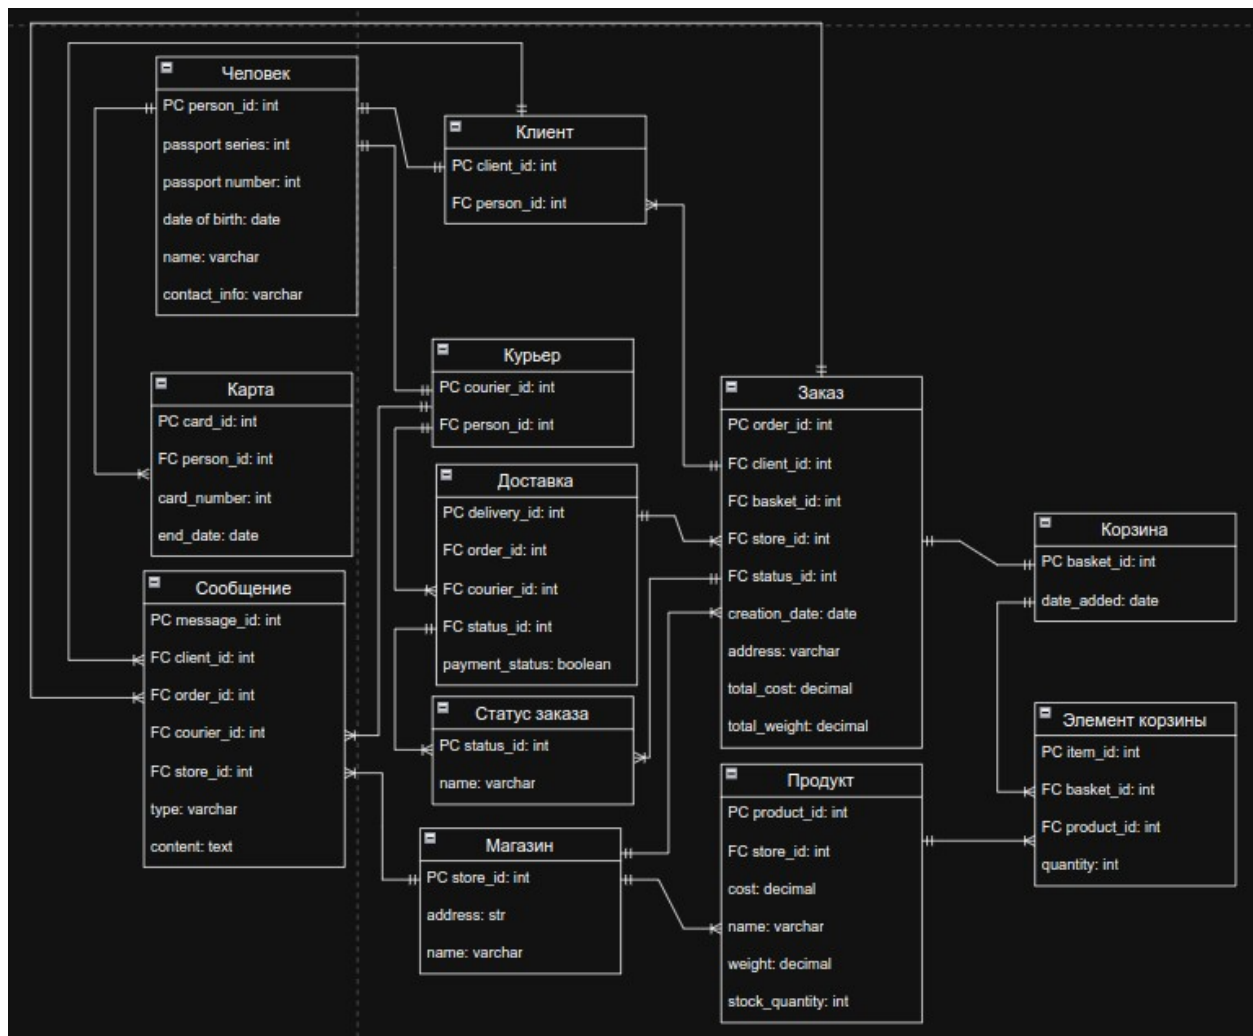 Человек
PC person_id: int
passport series: int
passport number: int
date of birth: date
name: varchar
contact_info: varchar
Клиент
PC client_id: int
FC person_id: int
Курьер
PC courier_id: int
FC person_id: int
Карта
PC card_id: int
FC person_id: int
card_number: int
end_date: date
Заказ
PC order_id: int
FC client_id: int
FC basket_id: int
FC store_id: int
FC status_id: int
creation_date: date
address: varchar
total_cost: decimal
total_weight: decimal
Доставка
PC delivery_id: int
FC order_id: int
FC courier_id: int
FC status_id: int
payment_status: boolean
Корзина
PC basket_id: int
date_added: date
Сообщение
PC message_id: int
FC client_id: int
FC order_id: int
FC courier_id: int
FC store_id: int
type: varchar
content: text
Статус заказа
PC status_id: int
name: varchar
Элемент корзины
PC item_id: int
FC basket_id: int
FC product_id: int
quantity: int
Продукт
PC product_id: int
FC store_id: int
cost: decimal
name: varchar
weight: decimal
stock_quantity: int
Магазин
PC store_id: int
address: str
name: varchar